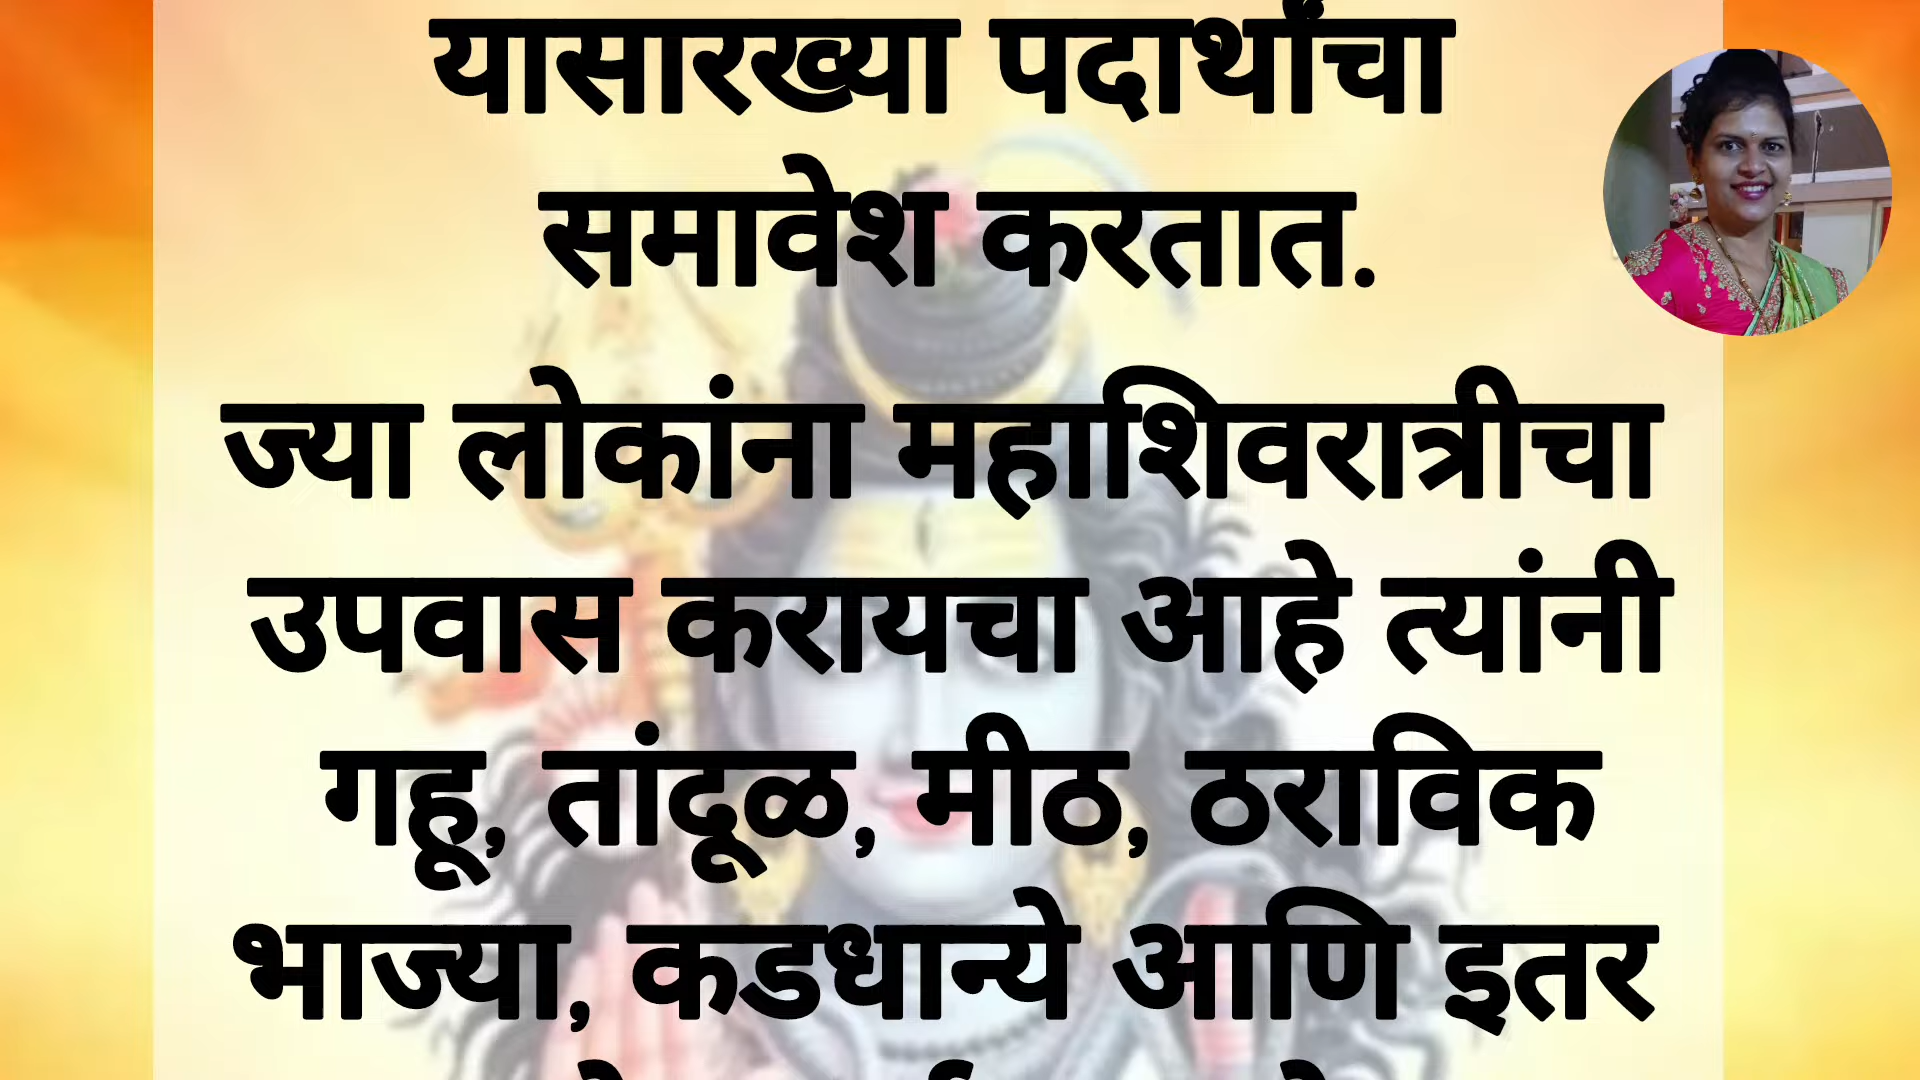 यासारख्या पदार्थांचा
समावेश करतात.
ज्या लोकांना महाशिवरात्रीचा
उपवास करायचा आहे त्यांनी
गहू, तांदूळ, मीठ, ठराविक
भाज्या, कडधान्ये आणि इतर